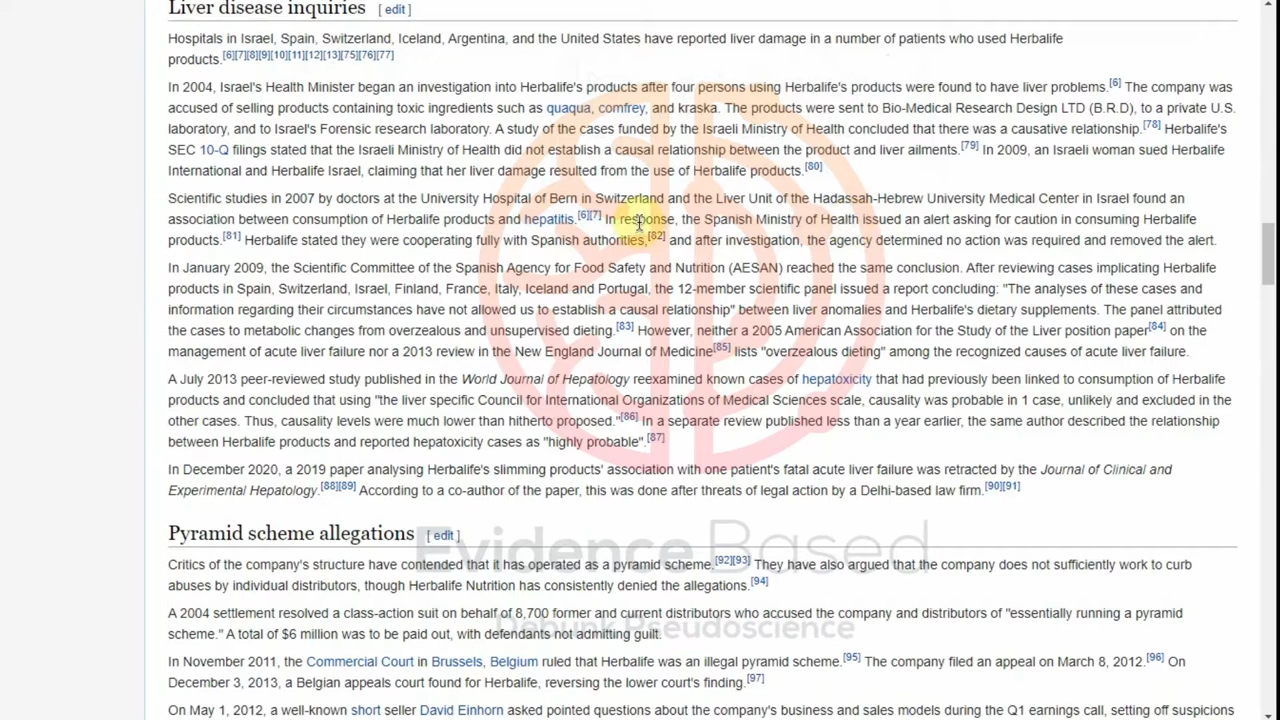 Liver disease inquiries [ edit ]
Hospitals in Israel, Spain, Switzerland, Iceland, Argentina, and the United States have reported liver damage in a number of patients who used Herbalife
products.[6][7][8][9][10][11][12][13][75][76][77]
In 2004, Israel's Health Minister began an investigation into Herbalife's products after four persons using Herbalife's products were found to have liver problems.[6] The company was
accused of selling products containing toxic ingredients such as quaqua, comfrey, and kraska. The products were sent to Bio-Medical Research Design LTD (B.R.D), to a private U.S.
laboratory, and to Israel's Forensic research laboratory. A study of the cases funded by the Israeli Ministry of Health concluded that there was a causative relationship.[78] Herbalife's
SEC 10-Q filings stated that the Israeli Ministry of Health did not establish a causal relationship between the product and liver ailments.[79] In 2009, an Israeli woman sued Herbalife
International and Herbalife Israel, claiming that her liver damage resulted from the use of Herbalife products.[80]
Scientific studies in 2007 by doctors at the University Hospital of Bern in Switzerland and the Liver Unit of the Hadassah-Hebrew University Medical Center in Israel found an
association between consumption of Herbalife products and hepatitis.[6][7] In response, the Spanish Ministry of Health issued an alert asking for caution in consuming Herbalife
products.[81] Herbalife stated they were cooperating fully with Spanish authorities,[82] and after investigation, the agency determined no action was required and removed the alert.
In January 2009, the Scientific Committee of the Spanish Agency for Food Safety and Nutrition (AESAN) reached the same conclusion. After reviewing cases implicating Herbalife
products in Spain, Switzerland, Israel, Finland, France, Italy, Iceland and Portugal, the 12-member scientific panel issued a report concluding: "The analyses of these cases and
information regarding their circumstances have not allowed us to establish a causal relationship" between liver anomalies and Herbalife's dietary supplements. The panel attributed
the cases to metabolic changes from overzealous and unsupervised dieting.[83] However, neither a 2005 American Association for the Study of the Liver position paper[84] on the
management of acute liver failure nor a 2013 review in the New England Journal of Medicine[85] lists "overzealous dieting" among the recognized causes of acute liver failure.
A July 2013 peer-reviewed study published in the World Journal of Hepatology reexamined known cases of hepatoxicity that had previously been linked to consumption of Herbalife
products and concluded that using "the liver specific Council for International Organizations of Medical Sciences scale, causality was probable in 1 case, unlikely and excluded in the
other cases. Thus, causality levels were much lower than hitherto proposed."[86] In a separate review published less than a year earlier, the same author described the relationship
between Herbalife products and reported hepatoxicity cases as "highly probable".[87]
In December 2020, a 2019 paper analysing Herbalife's slimming products' association with one patient's fatal acute liver failure was retracted by the Journal of Clinical and
Experimental Hepatology.[88][89] According to a co-author of the paper, this was done after threats of legal action by a Delhi-based law firm.[90][91]
Pyramid scheme allegations [ edit ]
Evidence Based
Critics of the company's structure have contended that it has operated as a pyramid scheme.[92][93] They have also argued that the company does not sufficiently work to curb
abuses by individual distributors, though Herbalife Nutrition has consistently denied the allegations.[94]
A 2004 settlement resolved a class-action suit on behalf of 8,700 former and current distributors who accused the company and distributors of "essentially running a pyramid
scheme." A total of $6 million was to be paid out, with defendants not admitting guilt.
Debunk Pseudoscience
In November 2011, the Commercial Court in Brussels, Belgium ruled that Herbalife was an illegal pyramid scheme.[95] The company filed an appeal on March 8, 2012.[96] On
December 3, 2013, a Belgian appeals court found for Herbalife, reversing the lower court's finding.[97]
On May 1, 2012, a well-known short seller David Einhorn asked pointed questions about the company's business and sales models during the Q1 earnings call, setting off suspicions